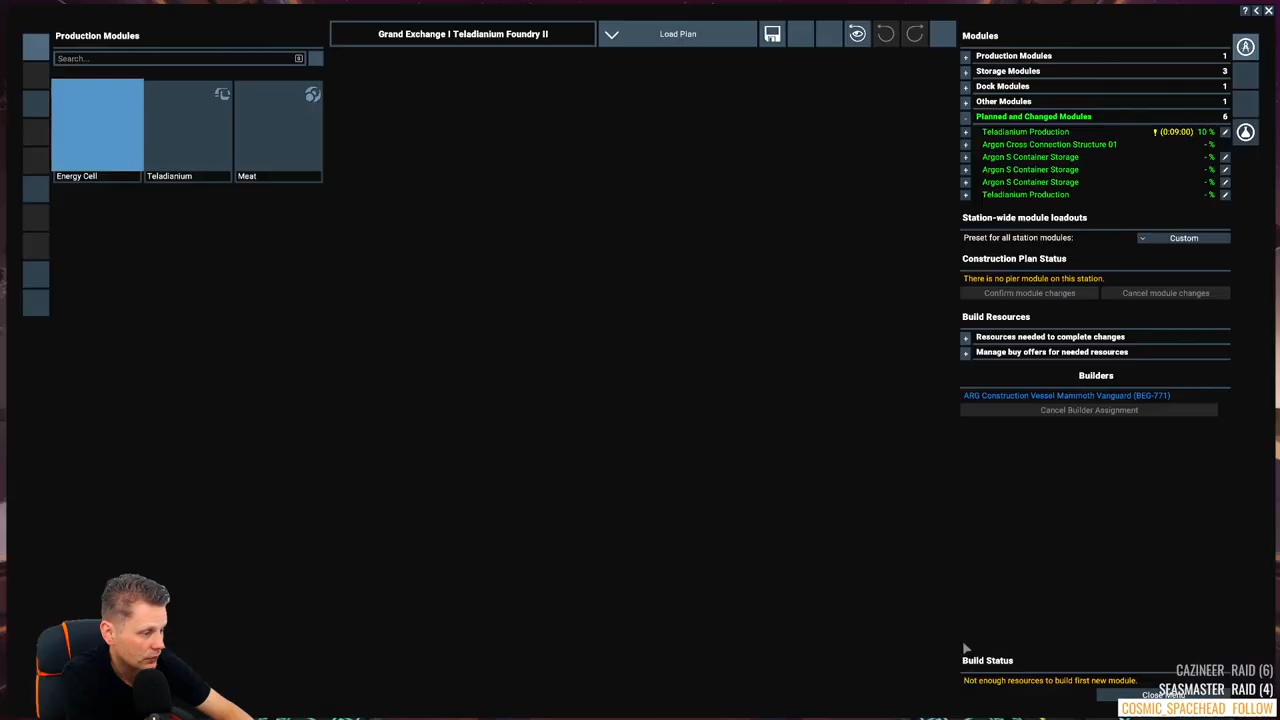 Production Modules
Search...
Energy Cell
Teladianium
Meat
Grand Exchange I Teladianium Foundry II
Load Plan
Modules
Production Modules 1
Storage Modules 3
Dock Modules 1
Other Modules 1
Planned and Changed Modules 6
Teladianium Production (0:09:00) 10 %
Argon Cross Connection Structure 01 - %
Argon S Container Storage - %
Argon S Container Storage - %
Argon S Container Storage - %
Teladianium Production - %
Station-wide module loadouts
Preset for all station modules: Custom
Construction Plan Status
There is no pier module on this station.
Confirm module changes Cancel module changes
Build Resources
Resources needed to complete changes
Manage buy offers for needed resources
Builders
ARG Construction Vessel Mammoth Vanguard (BEG-771)
Cancel Builder Assignment
Build Status
Not enough resources to build first new module.
Close Menu
CAZINEER RAID (6)
SEASMASTER RAID (4)
COSMIC_SPACEHEAD FOLLOW